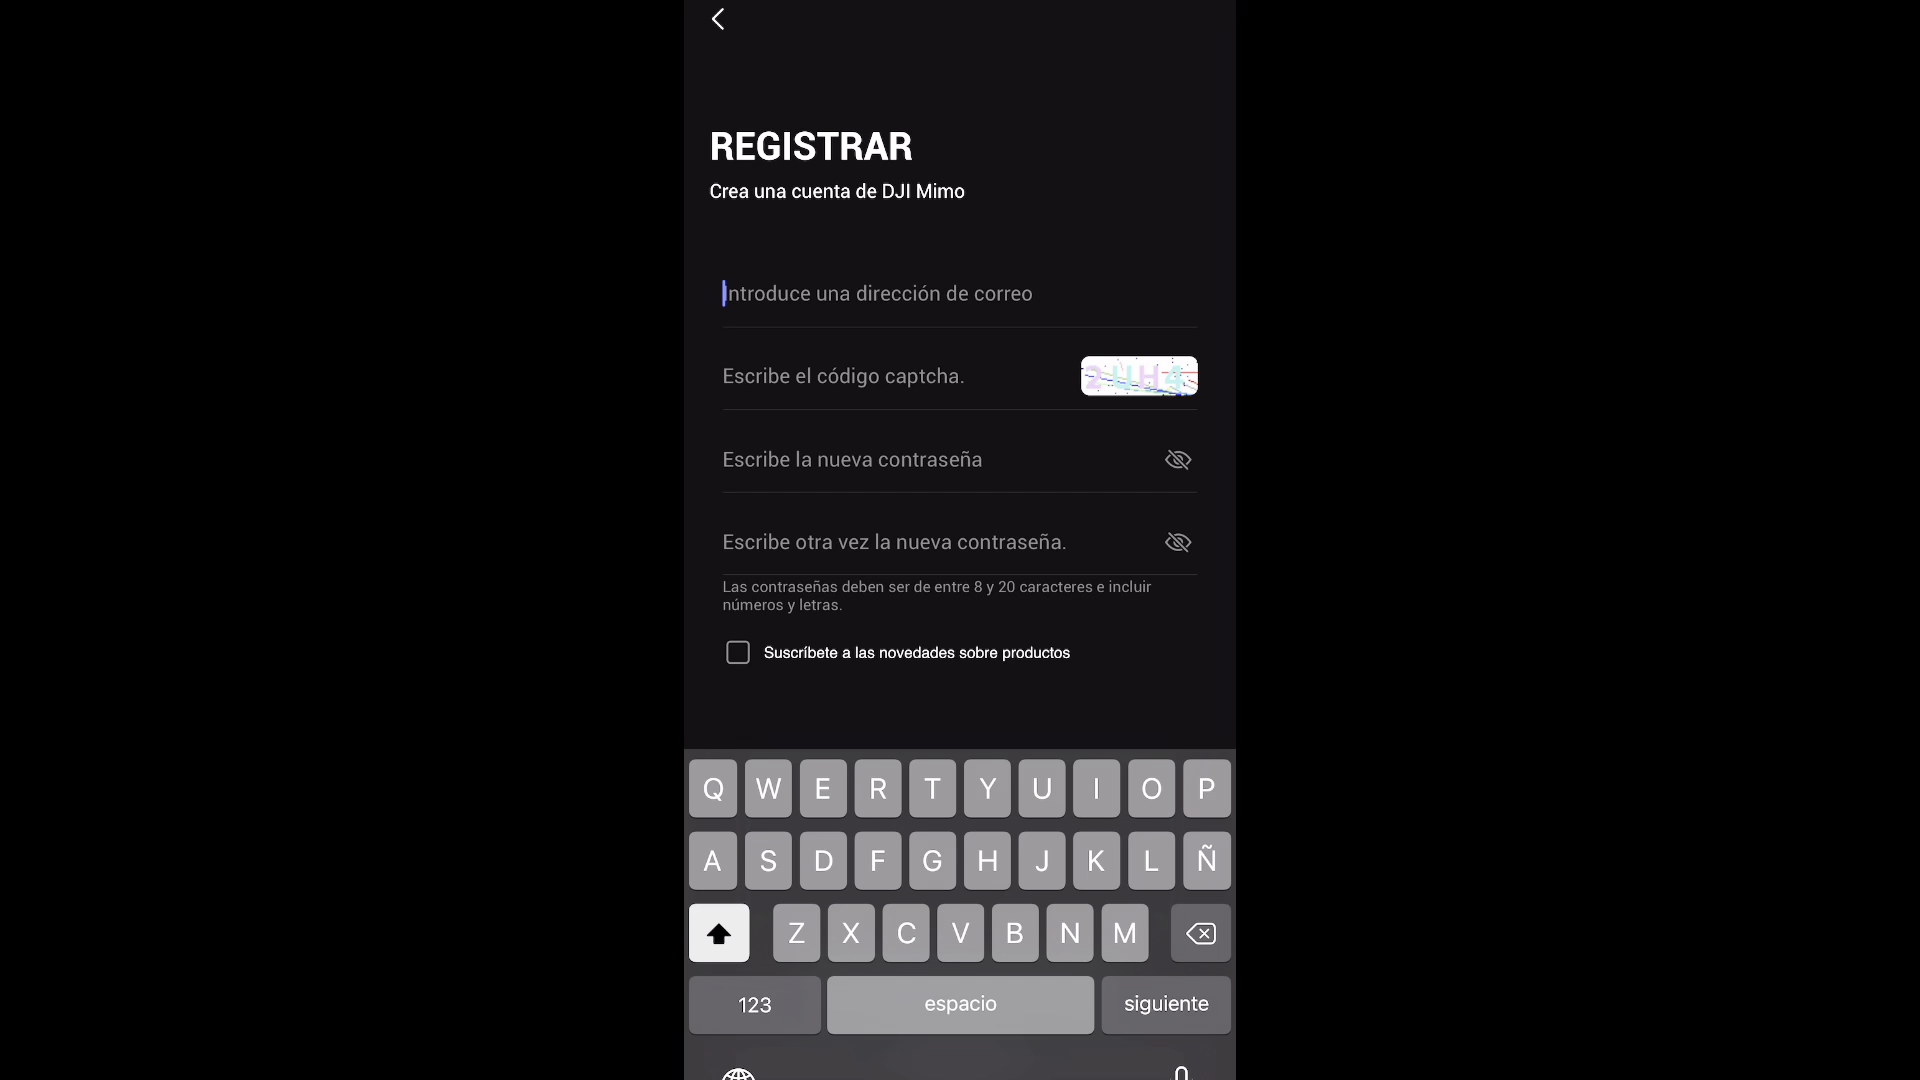 REGISTRAR
Crea una cuenta de DJI Mimo
Introduce una dirección de correo
Escribe el código captcha.
2UH4
Escribe la nueva contraseña
Escribe otra vez la nueva contraseña.
Las contraseñas deben ser de entre 8 y 20 caracteres e incluir
números y letras.
Suscríbete a las novedades sobre productos
Q W E R T Y U I O P
A S D F G H J K L Ñ
Z X C V B N M
123 espacio siguiente